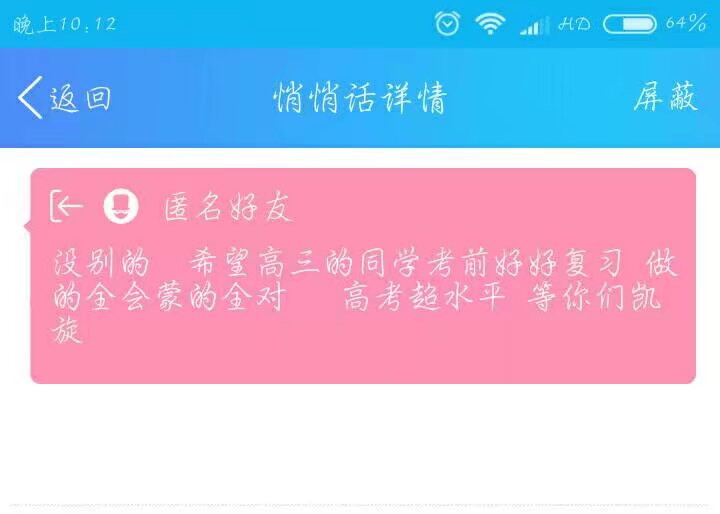 晚上10:12 HD 64%
返回 悄悄话详情 屏蔽
匿名好友
没别的 希望高三的同学考前好好复习 做
的全会蒙的全对 高考超水平 等你们凯
旋